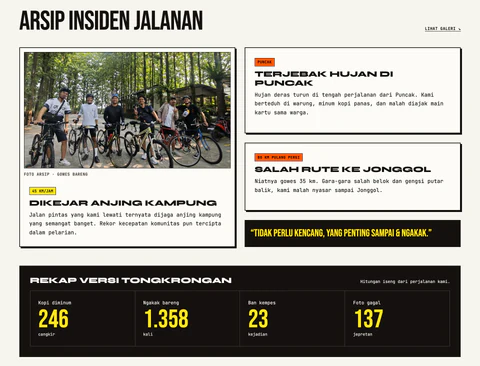 ARSIP INSIDEN JALANAN
LIHAT GALERI
FOTO ARSIP · GOWES BARENG
45 KM/JAM
DIKEJAR ANJING KAMPUNG
Jalan pintas yang kami lewati ternyata dijaga anjing kampung
yang semangat banget. Rekor kecepatan komunitas pun tercipta
dalam pelarian.
PUNCAK
TERJEBAK HUJAN DI
PUNCAK
Hujan deras turun di tengah perjalanan dari Puncak. Kami
berteduh di warung, minum kopi panas, dan malah diajak main
kartu sama warga.
SALAH RUTE KE JONGGOL
Niatnya gowes 35 km. Gara-gara salah belok dan gengsi putar
balik, kami malah nyasar sampai Jonggol.
"TIDAK PERLU KENCANG, YANG PENTING SAMPAI & NGAKAK."
REKAP VERSI TONGKRONGAN
Hitungan iseng dari perjalanan kami.
Kopi diminum
246
cangkir
Ngakak bareng
1.358
kali
Ban kempes
23
kejadian
Foto gagal
137
jepretan